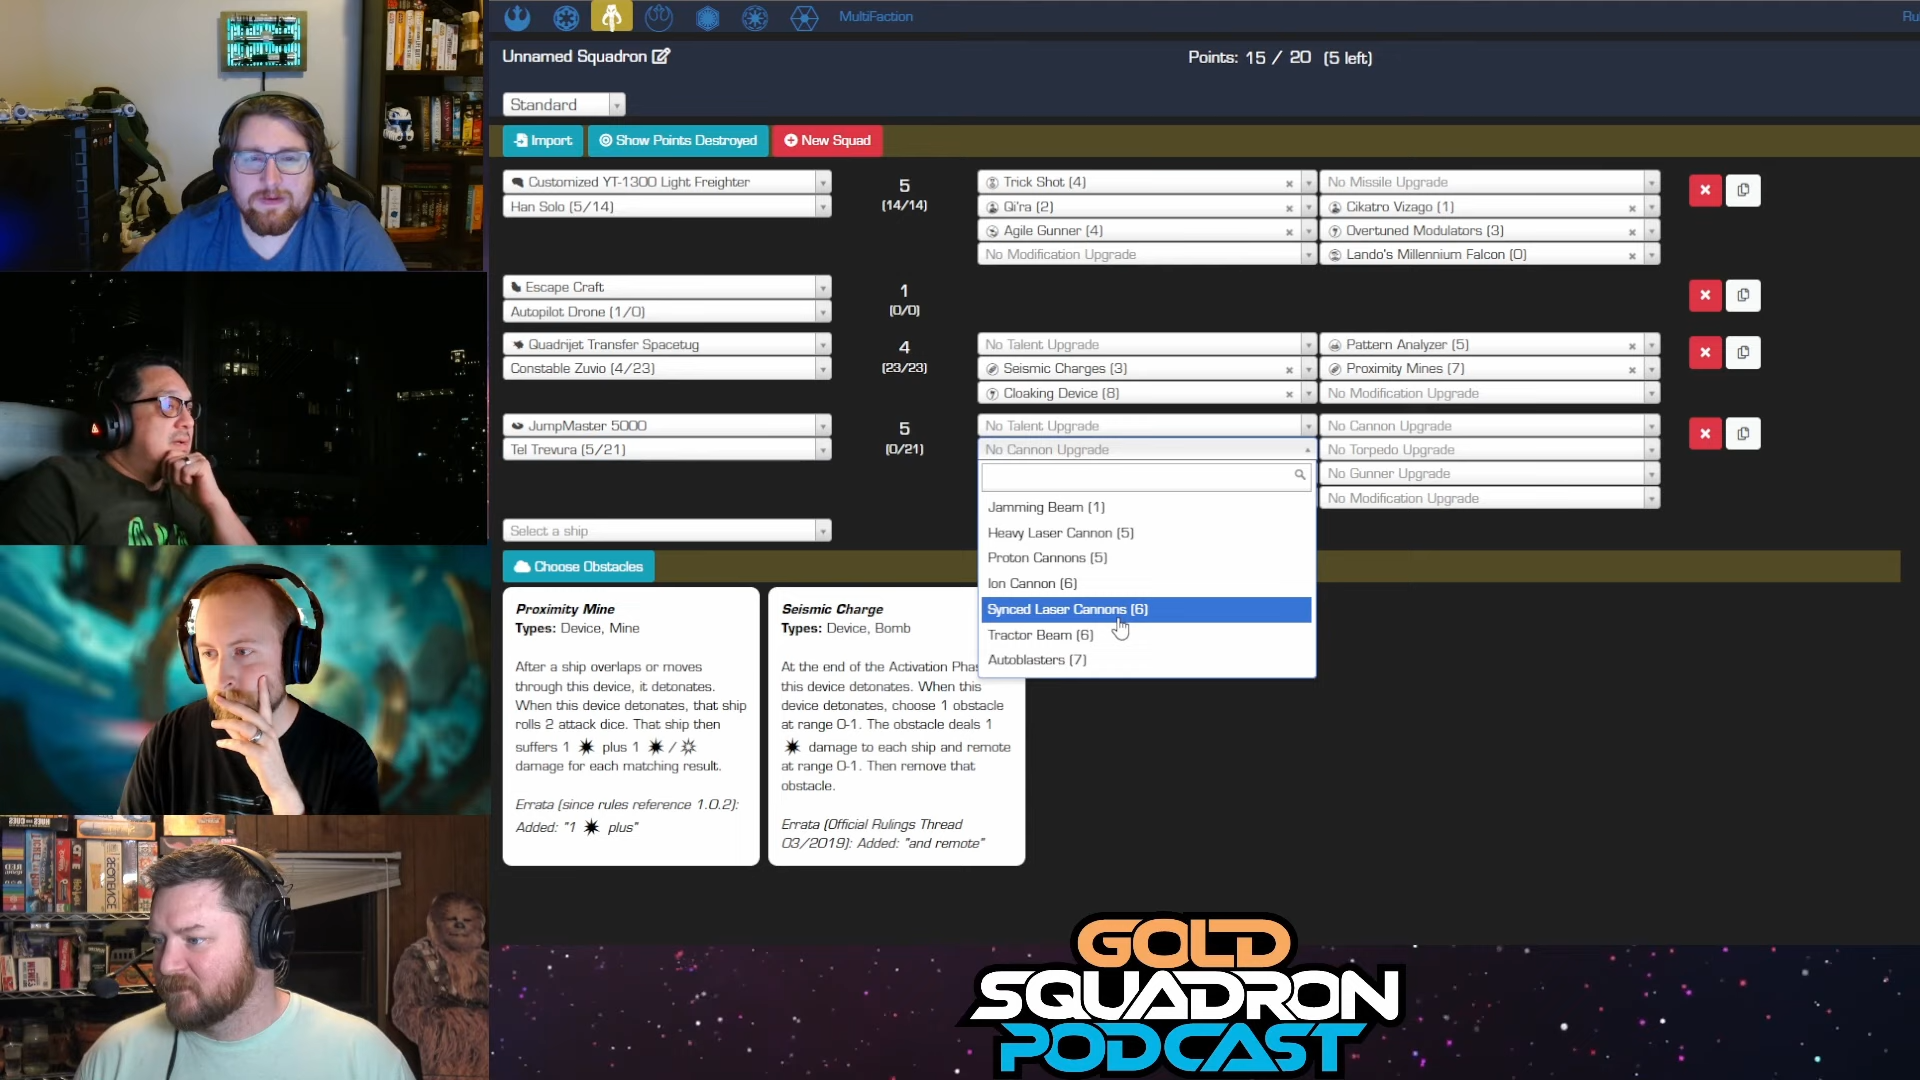 MultiFaction
Ru
Unnamed Squadron
Points: 15 / 20 (5 left)
Standard
Import
Show Points Destroyed
New Squad
Customized YT-1300 Light Freighter
5
Trick Shot (4)
No Missile Upgrade
Han Solo (5/14)
(14/14)
Qi'ra (2)
Cikatro Vizago (1)
Agile Gunner (4)
Overtuned Modulators (3)
No Modification Upgrade
Lando's Millennium Falcon (0)
Escape Craft
1
Autopilot Drone (1/0)
(0/0)
Quadrijet Transfer Spacetug
4
No Talent Upgrade
Pattern Analyzer (5)
Constable Zuvio (4/23)
(23/23)
Seismic Charges (3)
Proximity Mines (7)
Cloaking Device (8)
No Modification Upgrade
JumpMaster 5000
5
No Talent Upgrade
No Cannon Upgrade
Tel Trevura (5/21)
(0/21)
No Cannon Upgrade
No Torpedo Upgrade
No Gunner Upgrade
No Modification Upgrade
Jamming Beam (1)
Heavy Laser Cannon (5)
Proton Cannons (5)
Ion Cannon (6)
Synced Laser Cannons (6)
Tractor Beam (6)
Autoblasters (7)
Select a ship
Choose Obstacles
Proximity Mine
Types: Device, Mine
After a ship overlaps or moves
through this device, it detonates.
When this device detonates, that ship
rolls 2 attack dice. That ship then
suffers 1 plus 1 /
damage for each matching result.
Errata (since rules reference 1.0.2):
Added: "1 plus"
Seismic Charge
Types: Device, Bomb
At the end of the Activation Pha
this device detonates. When this
device detonates, choose 1 obstacle
at range 0-1. The obstacle deals 1
damage to each ship and remote
at range 0-1. Then remove that
obstacle.
Errata (Official Rulings Thread
03/2019): Added: "and remote"
GOLD
SQUADRON
PODCAST